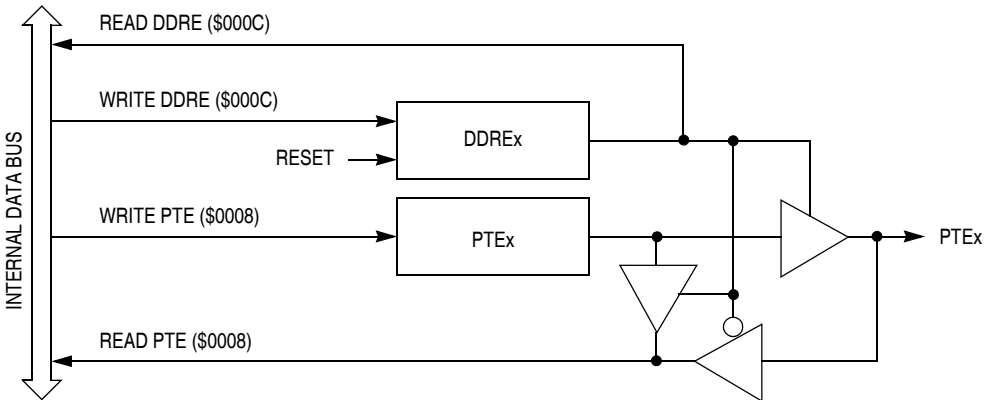 READ DDRE ($000C)
WRITE DDRE ($000C)
DDREx
RESET
WRITE PTE ($0008)
PTEx
PTEx
READ PTE ($0008)
INTERNAL DATA BUS